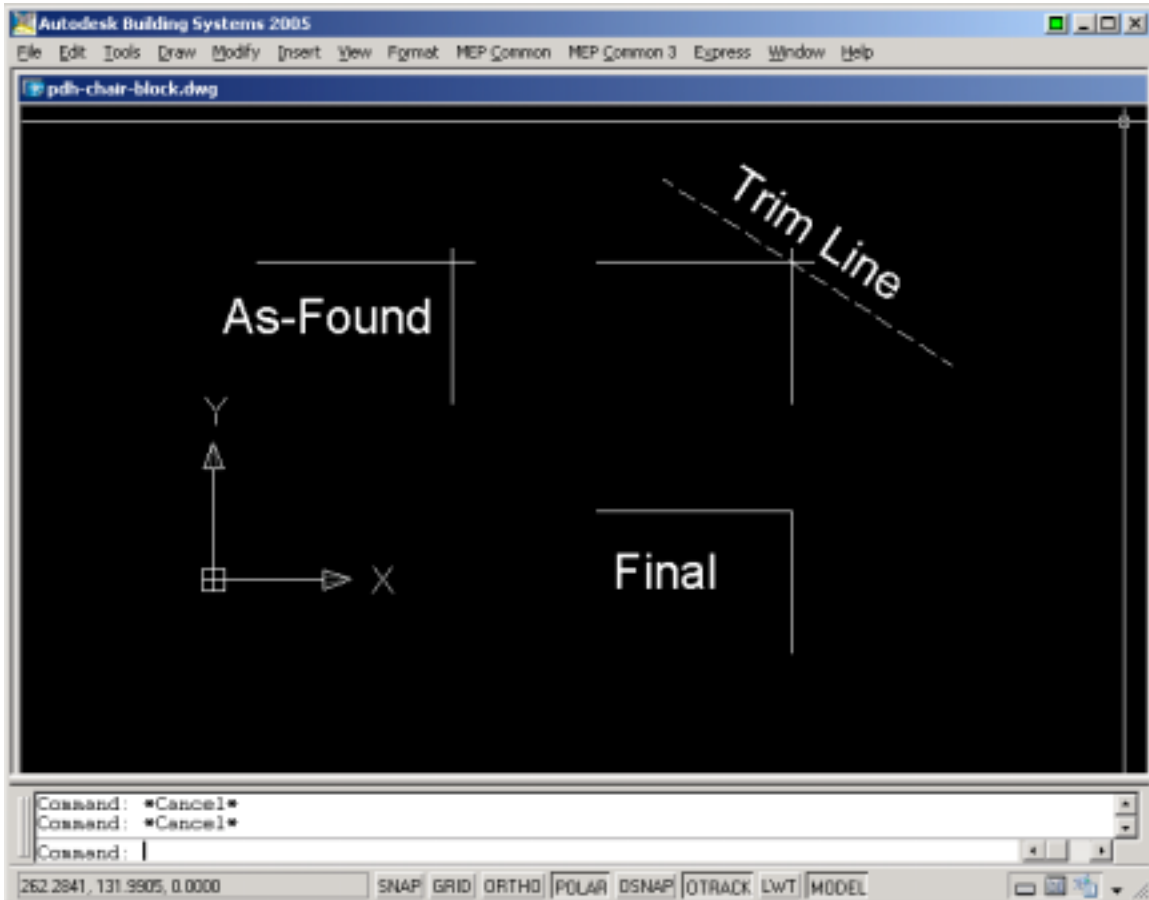 Autodesk Building Systems 2005
File Edit Tools Draw Modify Insert View Format MEP Common MEP Common 3 Express Window Help
pdh-chair-block.dwg
Trim Line
As-Found
Y
X
Final
Command: *Cancel*
Command: *Cancel*
Command:
262.2841, 131.9905, 0.0000 SNAP GRID ORTHO POLAR OSNAP OTRACK LWT MODEL